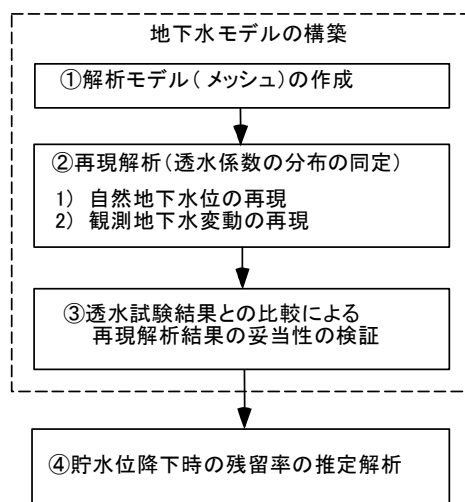 地下水モデルの構築
①解析モデル(メッシュ)の作成
②再現解析(透水係数の分布の同定)
1) 自然地下水位の再現
2) 観測地下水変動の再現
③透水試験結果との比較による
再現解析結果の妥当性の検証
④貯水位降下時の残留率の推定解析